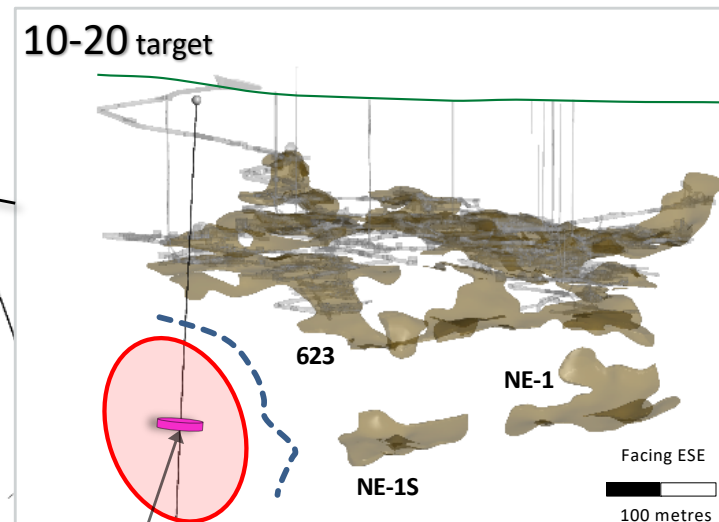 10-20 target
623
NE-1
NE-1S
Facing ESE
100 metres